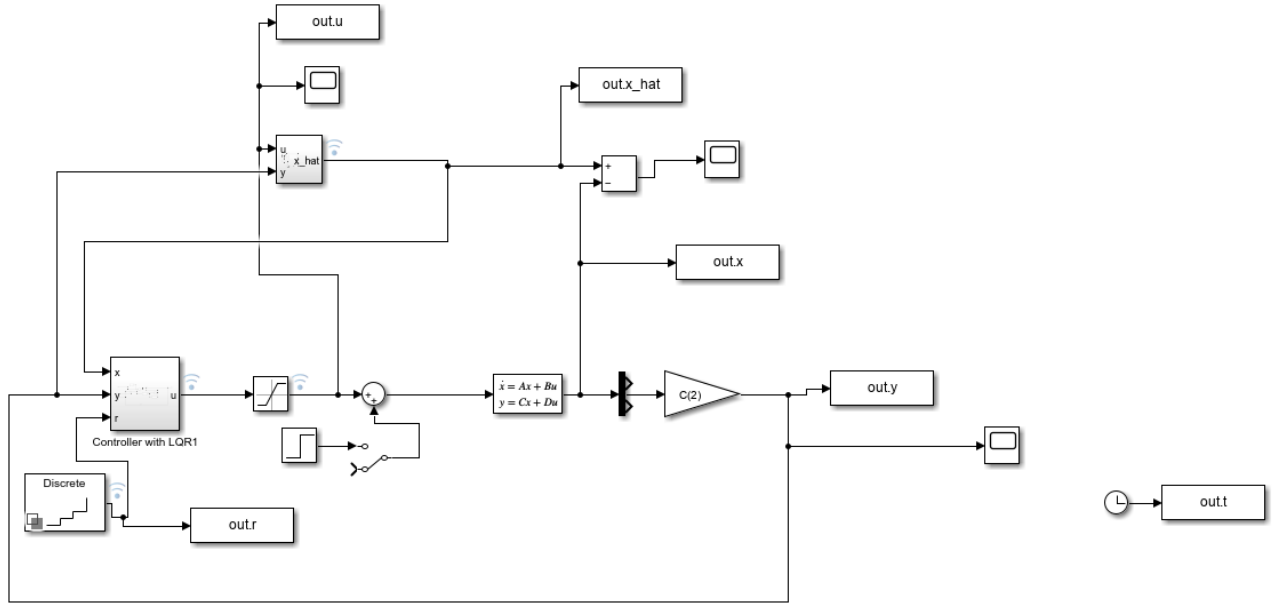 out.u
out.x_hat
u
x_hat
y
+
−
out.x
x
y
u
r
Controller with LQR1
+
+
ẋ = Ax + Bu
y = Cx + Du
C(2)
out.y
Discrete
out.r
out.t